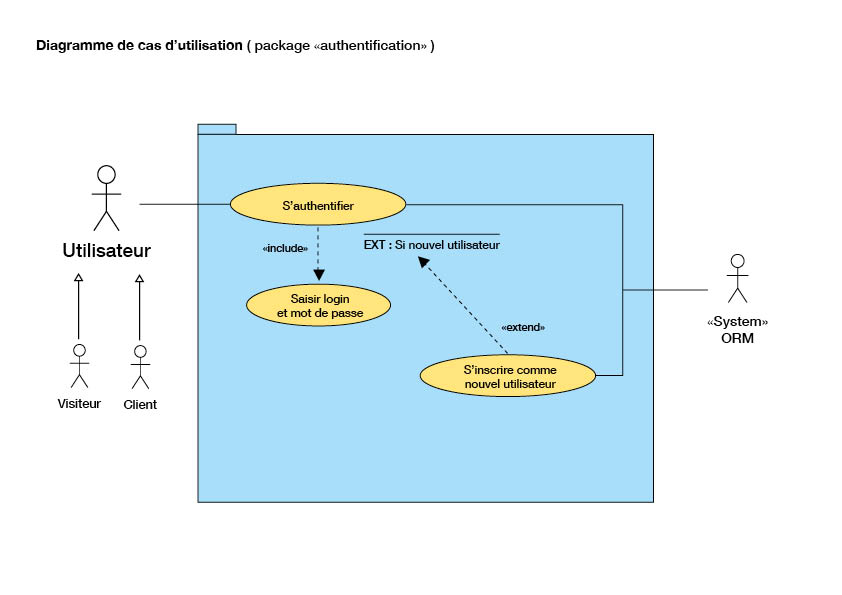 Diagramme de cas d’utilisation ( package «authentification» )
S’authentifier
Utilisateur
«include»
EXT : Si nouvel utilisateur
Saisir login
et mot de passe
«extend»
«System»
ORM
S’inscrire comme
nouvel utilisateur
Visiteur
Client